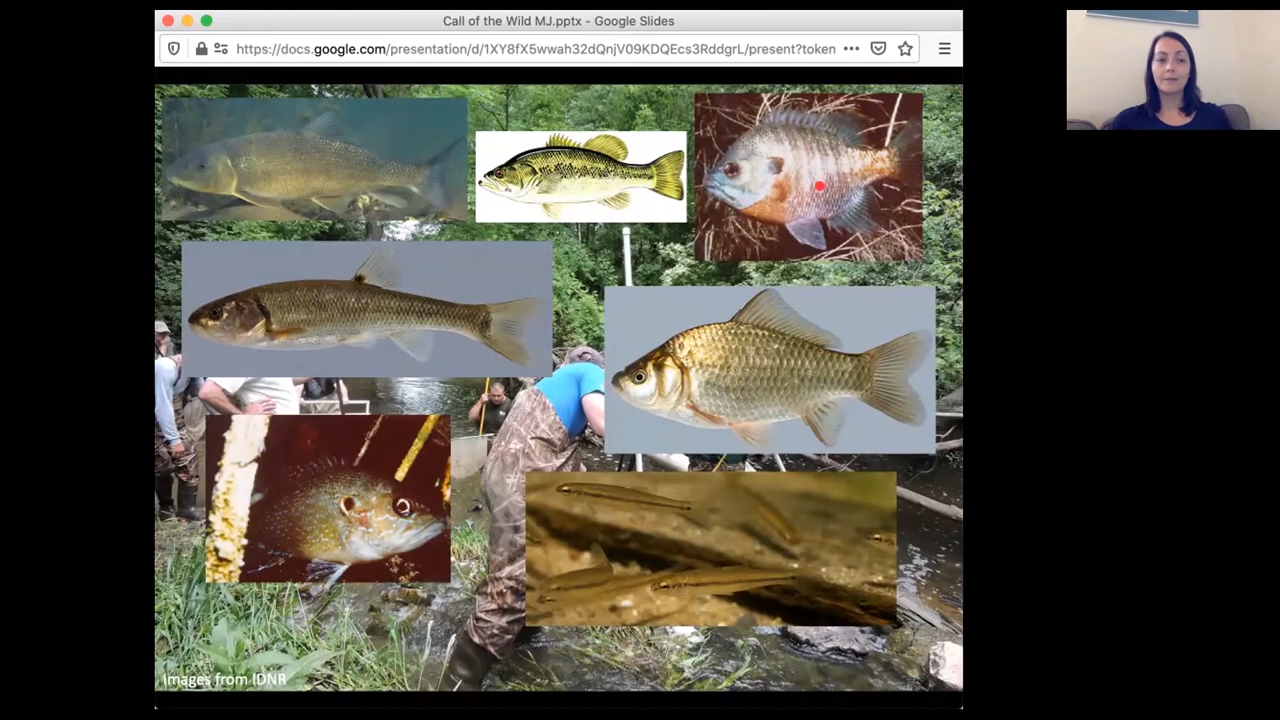 Call of the Wild MJ.pptx - Google Slides
https://docs.google.com/presentation/d/1XY8fX5wwah32dQnjV09KDQEcs3RddgrL/present?token
Images from IDNR